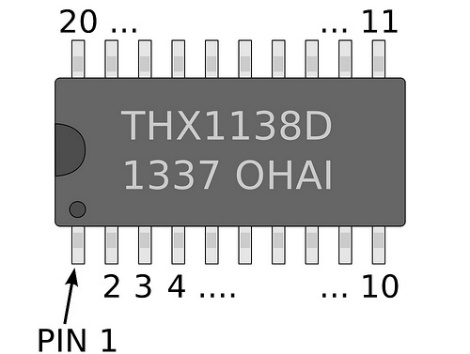 20 ... ... 11
THX1138D
1337 OHAI
2 3 4 .... ... 10
PIN 1